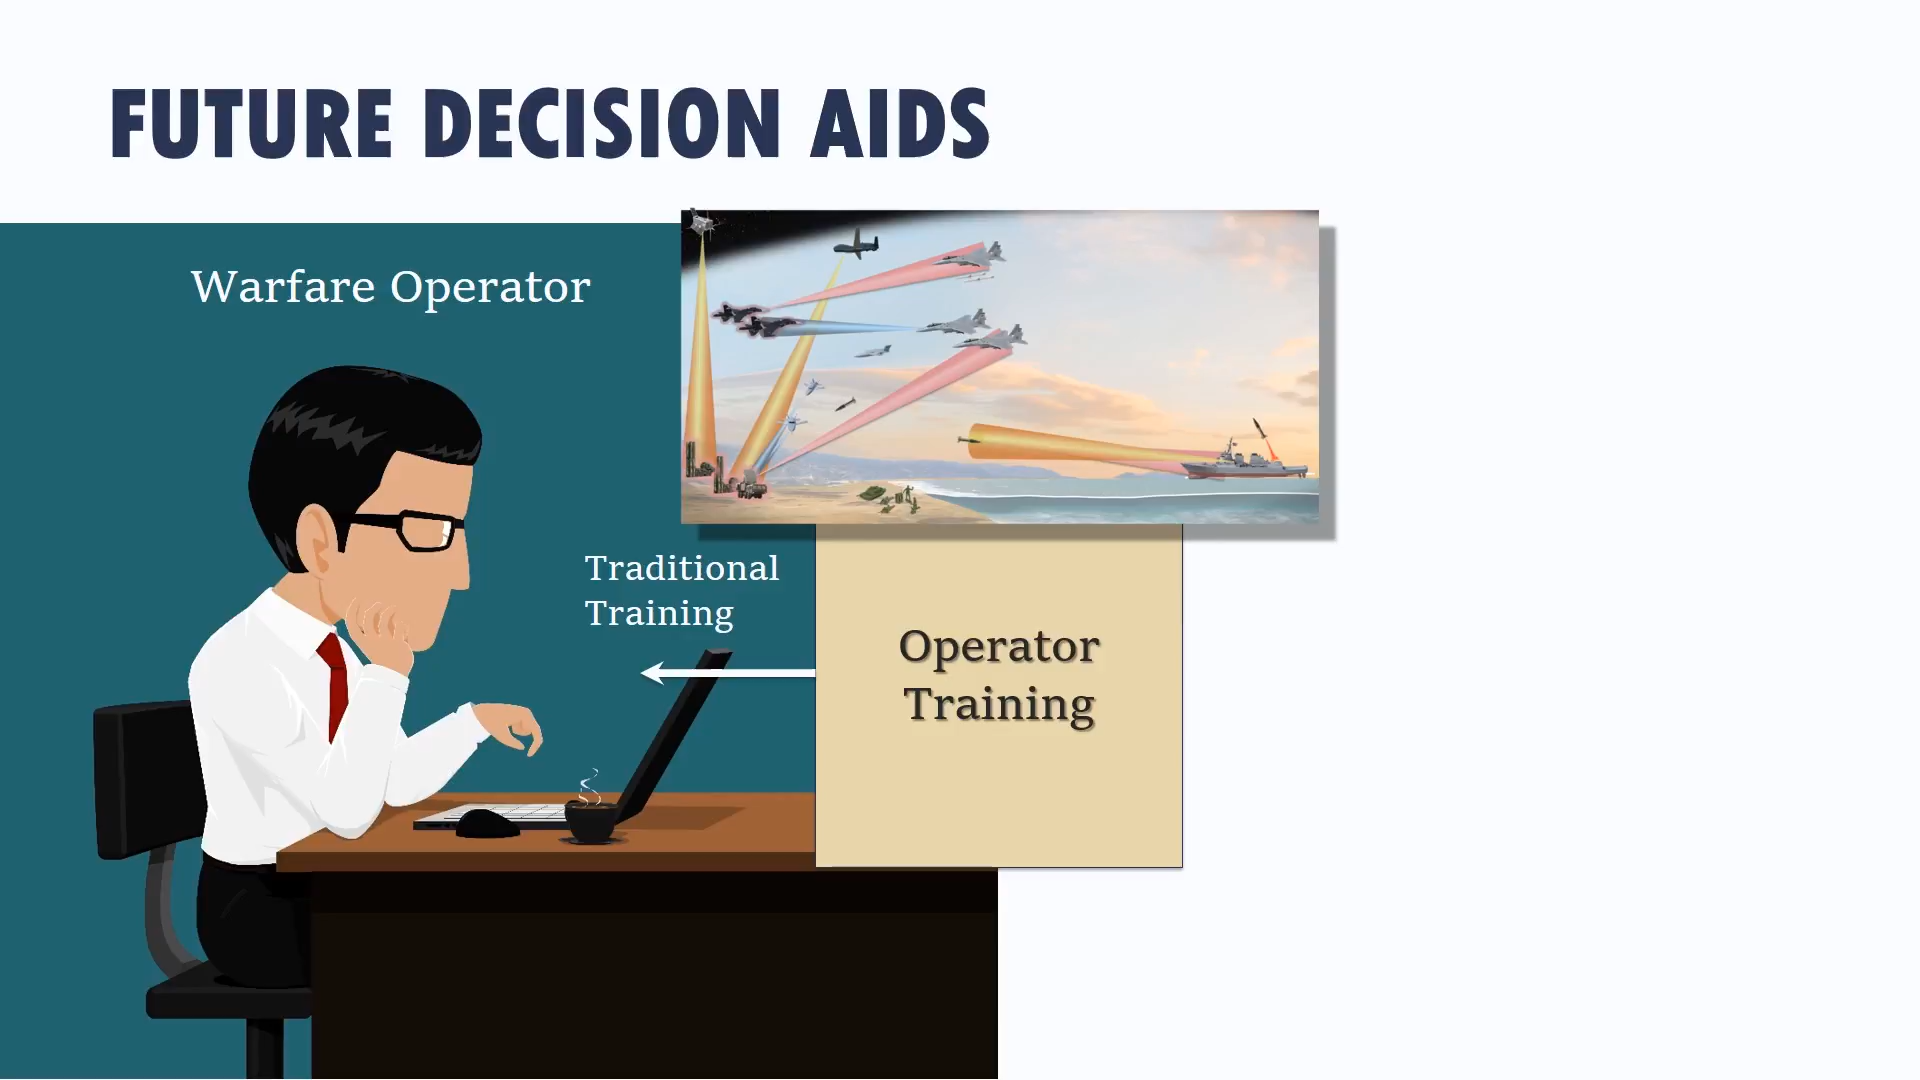 FUTURE DECISION AIDS
Warfare Operator
Traditional
Training
Operator
Training